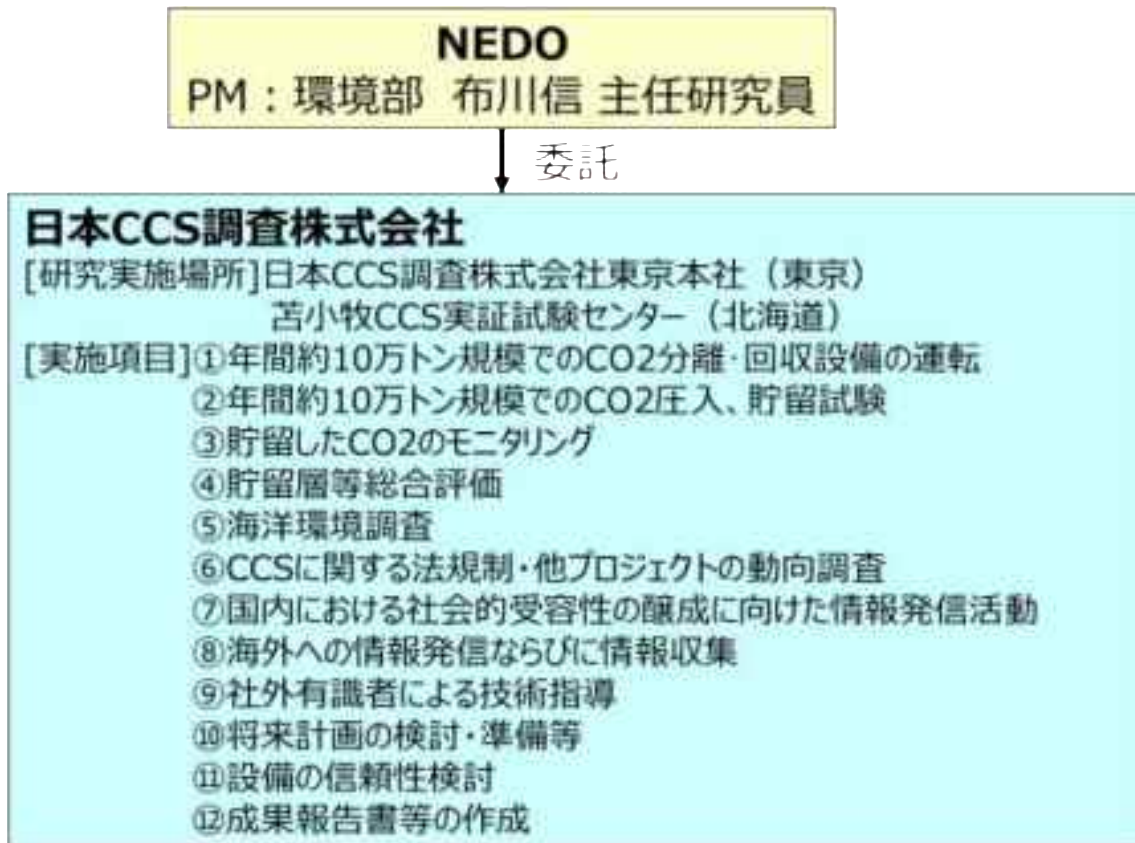 NEDO
PM：環境部 布川信 主任研究員
委託
日本CCS調査株式会社
[研究実施場所]日本CCS調査株式会社東京本社（東京）
苫小牧CCS実証試験センター（北海道）
[実施項目]①年間約10万トン規模でのCO2分離･回収設備の運転
②年間約10万トン規模でのCO2圧入、貯留試験
③貯留したCO2のモニタリング
④貯留層等総合評価
⑤海洋環境調査
⑥CCSに関する法規制・他プロジェクトの動向調査
⑦国内における社会的受容性の醸成に向けた情報発信活動
⑧海外への情報発信ならびに情報収集
⑨社外有識者による技術指導
⑩将来計画の検討・準備等
⑪設備の信頼性検討
⑫成果報告書等の作成